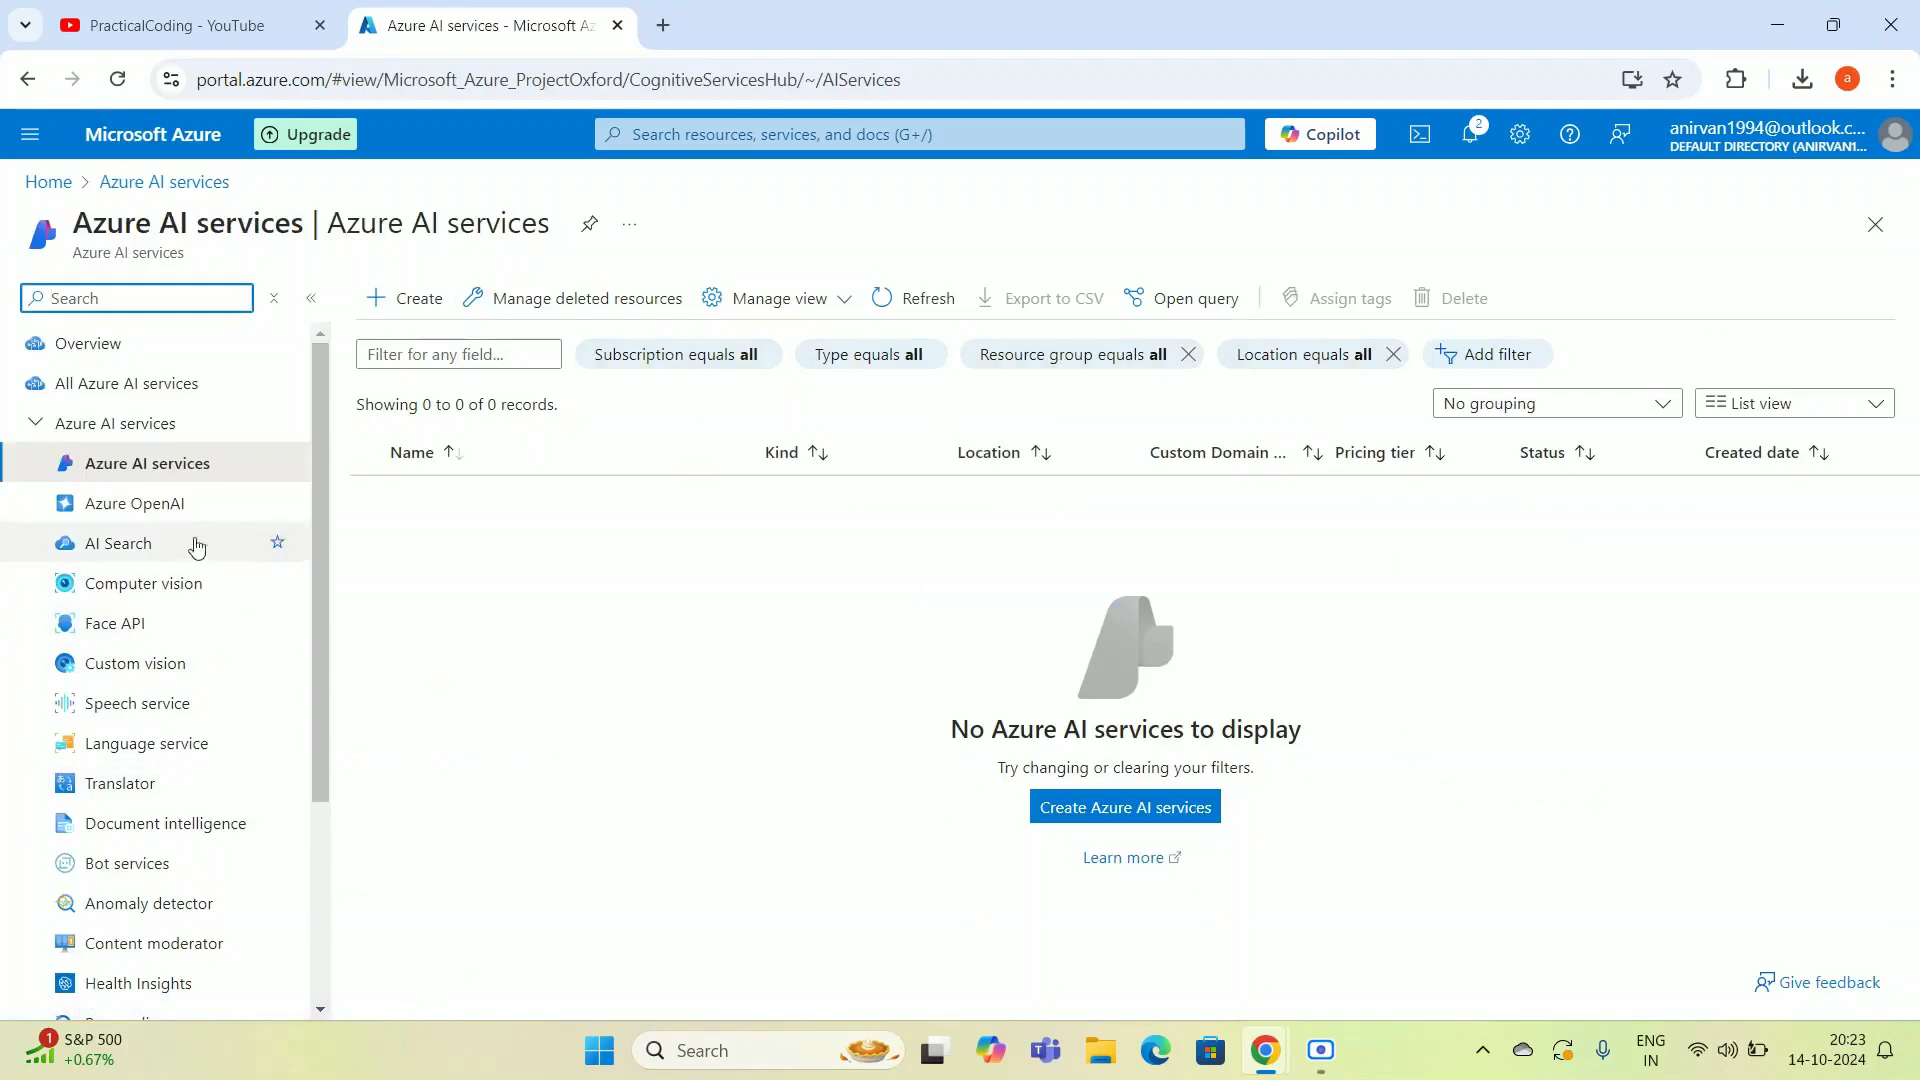 PracticalCoding - YouTube
Azure AI services - Microsoft Az
portal.azure.com/#view/Microsoft_Azure_ProjectOxford/CognitiveServicesHub/~/AIServices
a
Microsoft Azure
Upgrade
Search resources, services, and docs (G+/)
Copilot
2
anirvan1994@outlook.c...
DEFAULT DIRECTORY (ANIRVAN1...
Home > Azure AI services
Azure AI services | Azure AI services
...
Azure AI services
Search
Create
Manage deleted resources
Manage view
Refresh
Export to CSV
Open query
Assign tags
Delete
Overview
All Azure AI services
Azure AI services
Azure AI services
Azure OpenAI
AI Search
Computer vision
Face API
Custom vision
Speech service
Language service
Translator
Document intelligence
Bot services
Anomaly detector
Content moderator
Health Insights
Filter for any field...
Subscription equals all
Type equals all
Resource group equals all
Location equals all
Add filter
Showing 0 to 0 of 0 records.
No grouping
List view
Name
Kind
Location
Custom Domain ...
Pricing tier
Status
Created date
No Azure AI services to display
Try changing or clearing your filters.
Create Azure AI services
Learn more
Give feedback
1
S&P 500
+0.67%
Search
ENG
IN
20:23
14-10-2024